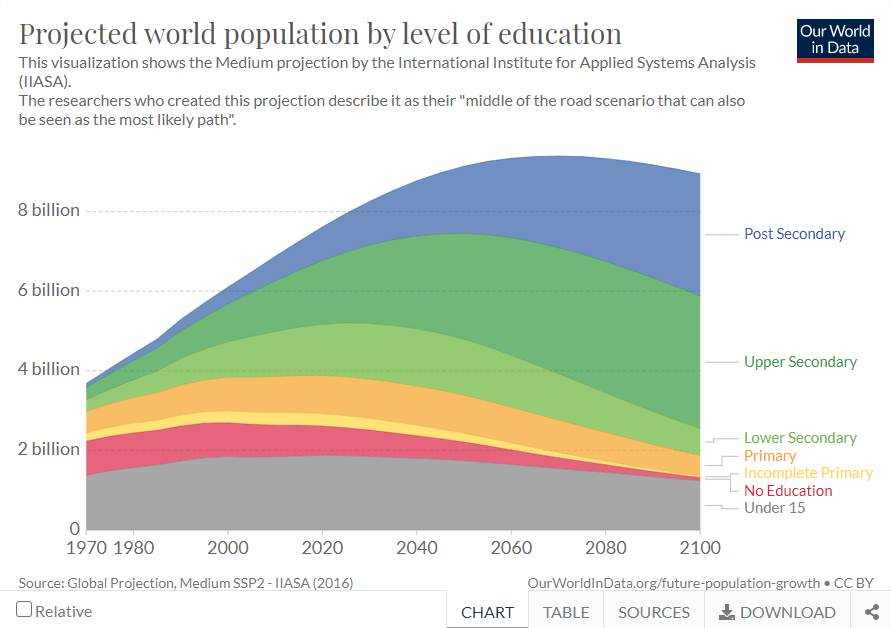 Projected world population by level of education
Our World
in Data
This visualization shows the Medium projection by the International Institute for Applied Systems Analysis
(IIASA).
The researchers who created this projection describe it as their "middle of the road scenario that can also
be seen as the most likely path".
8 billion
6 billion
4 billion
2 billion
0
Post Secondary
Upper Secondary
Lower Secondary
Primary
Incomplete Primary
No Education
Under 15
1970 1980 2000 2020 2040 2060 2080 2100
Source: Global Projection, Medium SSP2 - IIASA (2016) OurWorldInData.org/future-population-growth • CC BY
Relative CHART TABLE SOURCES DOWNLOAD